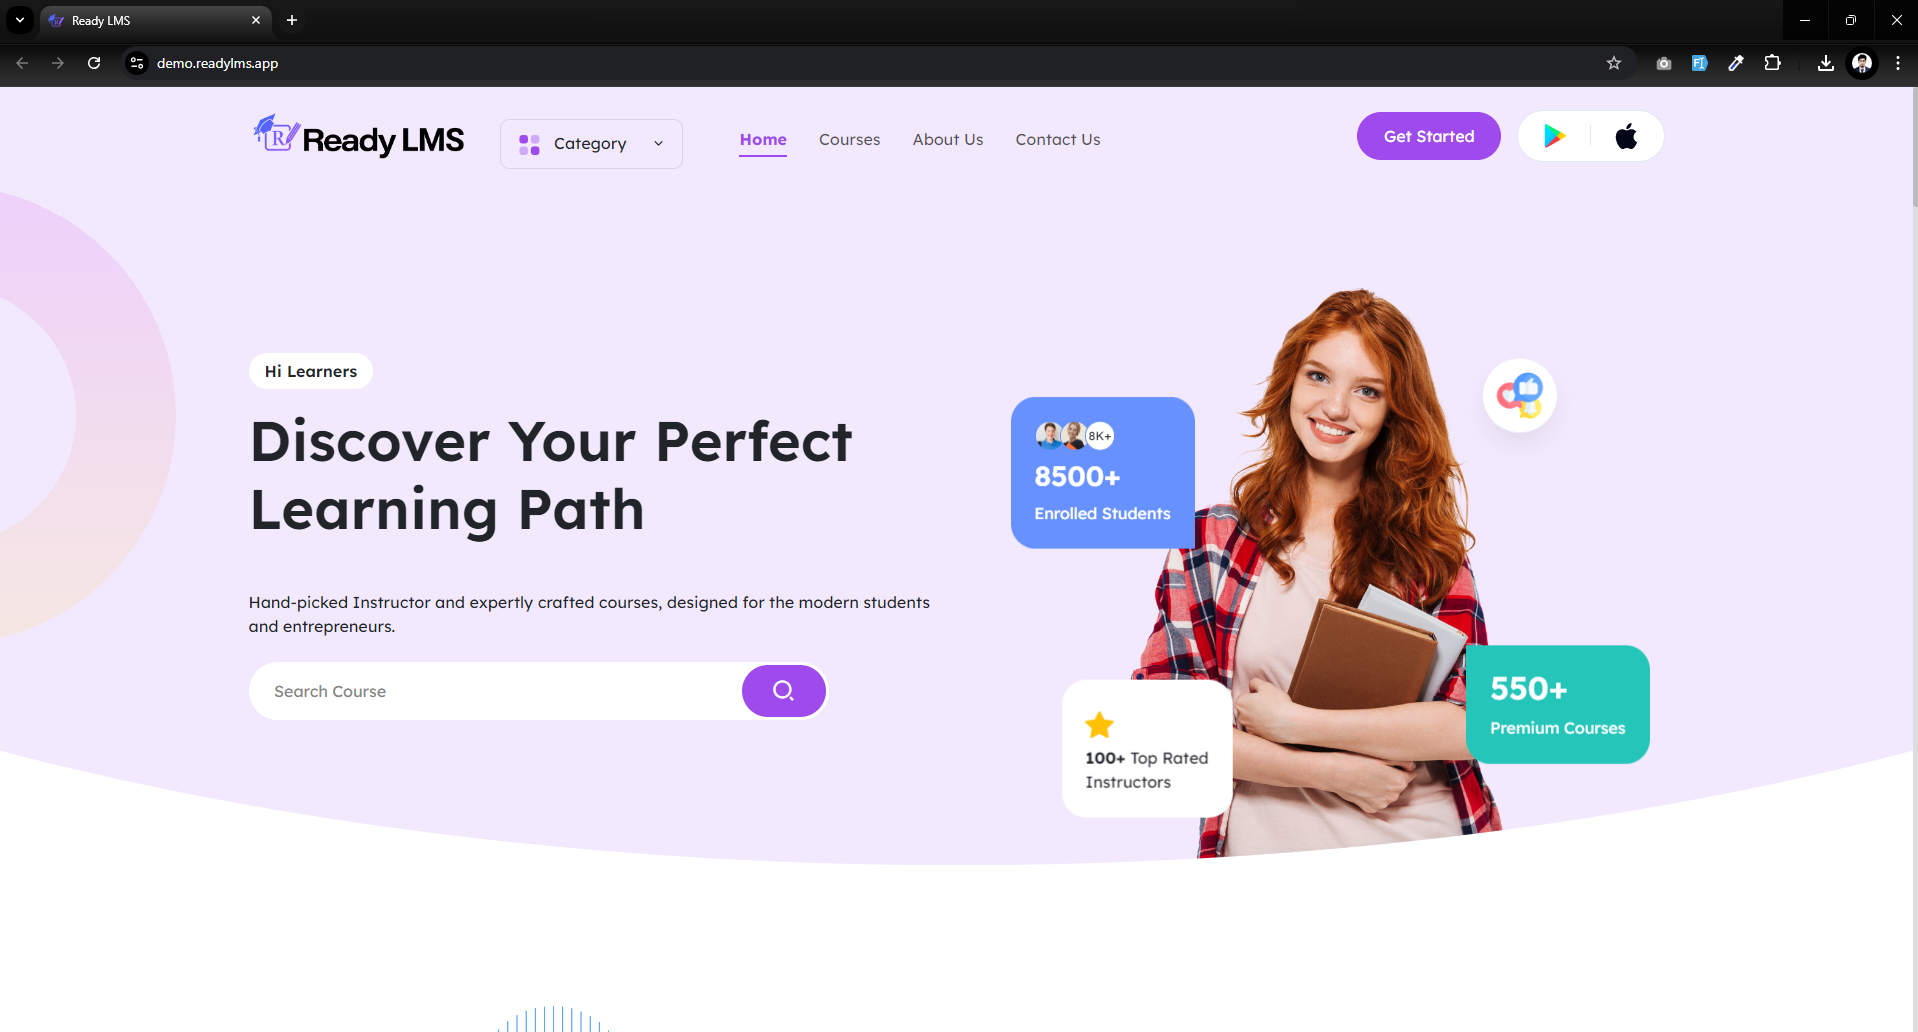 Ready LMS
demo.readylms.app
R Ready LMS
Category
Home
Courses
About Us
Contact Us
Get Started
Hi Learners
Discover Your Perfect
Learning Path
Hand-picked Instructor and expertly crafted courses, designed for the modern students
and entrepreneurs.
Search Course
8K+
8500+
Enrolled Students
100+ Top Rated
Instructors
550+
Premium Courses